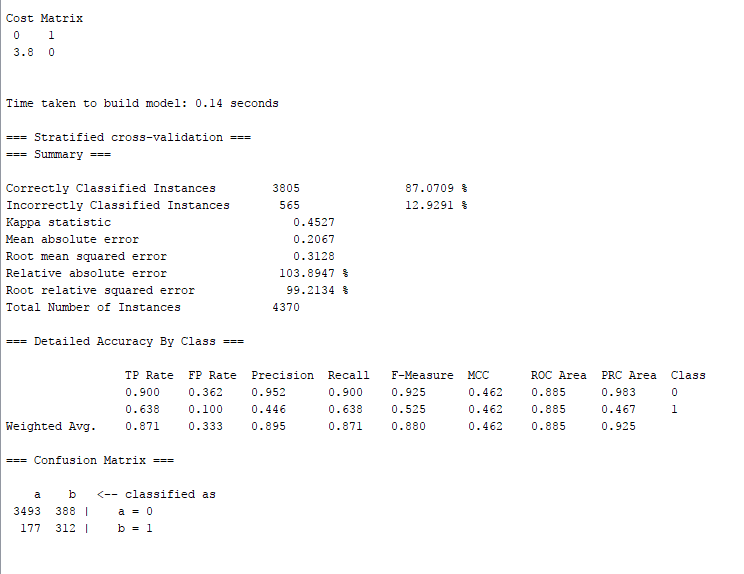 Cost Matrix
0 1
3.8 0
Time taken to build model: 0.14 seconds
=== Stratified cross-validation ===
=== Summary ===
Correctly Classified Instances 3805 87.0709 %
Incorrectly Classified Instances 565 12.9291 %
Kappa statistic 0.4527
Mean absolute error 0.2067
Root mean squared error 0.3128
Relative absolute error 103.8947 %
Root relative squared error 99.2134 %
Total Number of Instances 4370
=== Detailed Accuracy By Class ===
TP Rate FP Rate Precision Recall F-Measure MCC ROC Area PRC Area Class
0.900 0.362 0.952 0.900 0.925 0.462 0.885 0.983 0
0.638 0.100 0.446 0.638 0.525 0.462 0.885 0.467 1
Weighted Avg. 0.871 0.333 0.895 0.871 0.880 0.462 0.885 0.925
=== Confusion Matrix ===
a b <-- classified as
3493 388 | a = 0
177 312 | b = 1